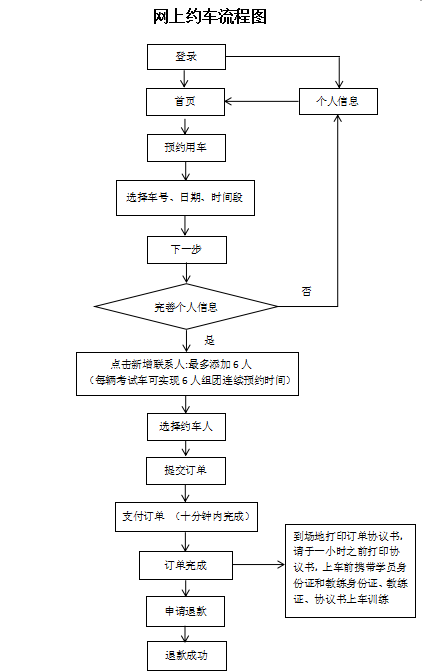 网上约车流程图
登录
首页
个人信息
预约用车
选择车号、日期、时间段
下一步
完善个人信息
否
是
点击新增联系人:最多添加 6 人
（每辆考试车可实现 6 人组团连续预约时间）
选择约车人
提交订单
支付订单 （十分钟内完成）
订单完成
到场地打印订单协议书，
请于一小时之前打印协
议书，上车前携带学员身
份证和教练身份证、教练
证、协议书上车训练
申请退款
退款成功